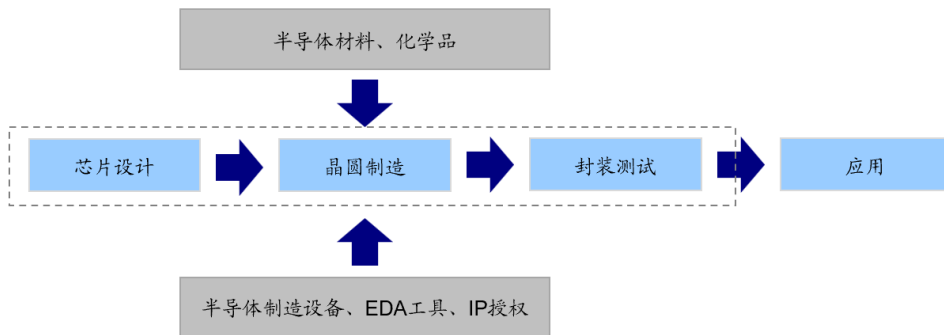 半导体材料、化学品
芯片设计
晶圆制造
封装测试
应用
半导体制造设备、EDA工具、IP授权